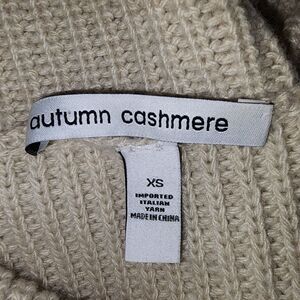 autumn cashmere
XS
IMPORTED
ITALIAN
YARN
MADE IN CHINA